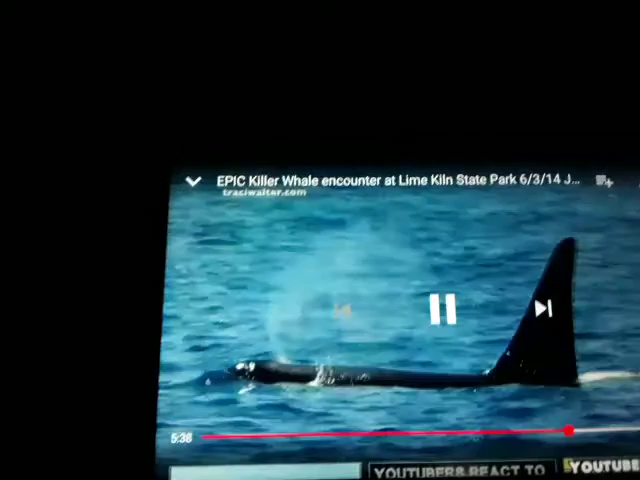 EPIC Killer Whale encounter at Lime Kiln State Park 6/3/14 J...
traciwalter.com
5:38
YOUTUBERS REACT TO
YOUTUBE